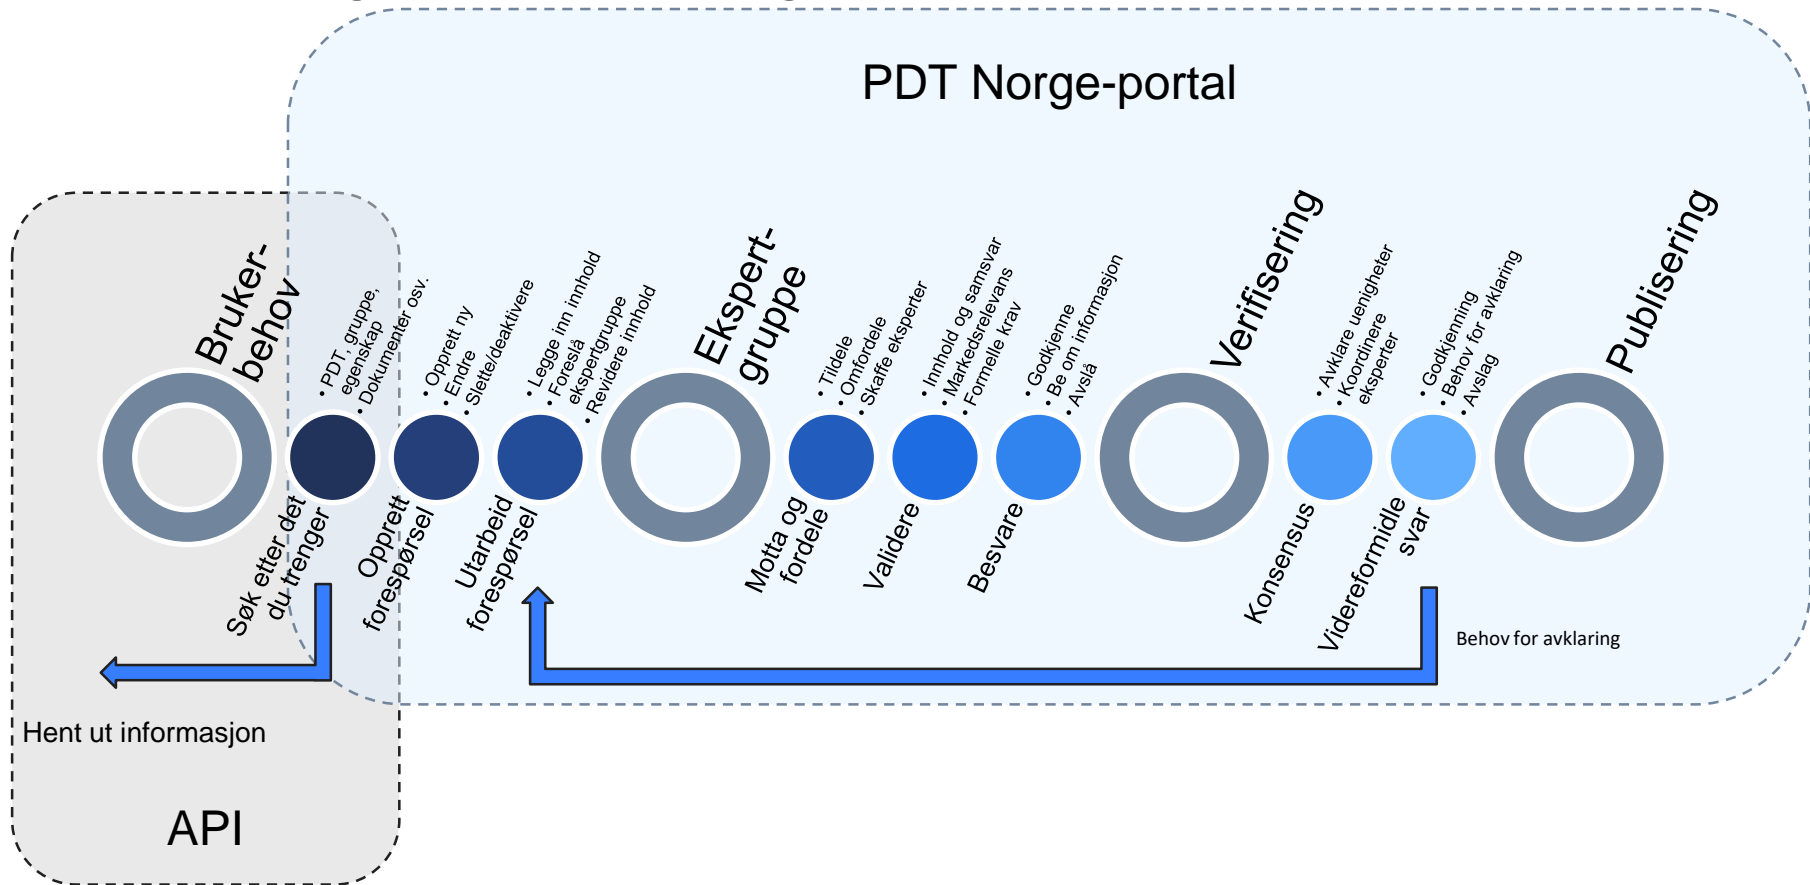 PDT Norge-portal
Bruker-
behov
Søk etter det
du trenger
• PDT, gruppe,
egenskap
• Dokumenter osv.
Opprett
forespørsel
• Opprett ny
• Endre
• Slette/deaktivere
Utarbeid
forespørsel
• Legge inn innhold
• Foreslå
ekspertgruppe
• Revidere innhold
Ekspert-
gruppe
Motta og
fordele
• Tildele
• Omfordele
• Skaffe eksperter
Validere
• Innhold og samsvar
• Markedsrelevans
• Formelle krav
Besvare
• Godkjenne
• Be om informasjon
• Avslå
Verifisering
Konsensus
• Avklare uenigheter
• Koordinere
eksperter
Videreformidle
svar
• Godkjenning
• Behov for avklaring
• Avslag
Publisering
Behov for avklaring
Hent ut informasjon
API